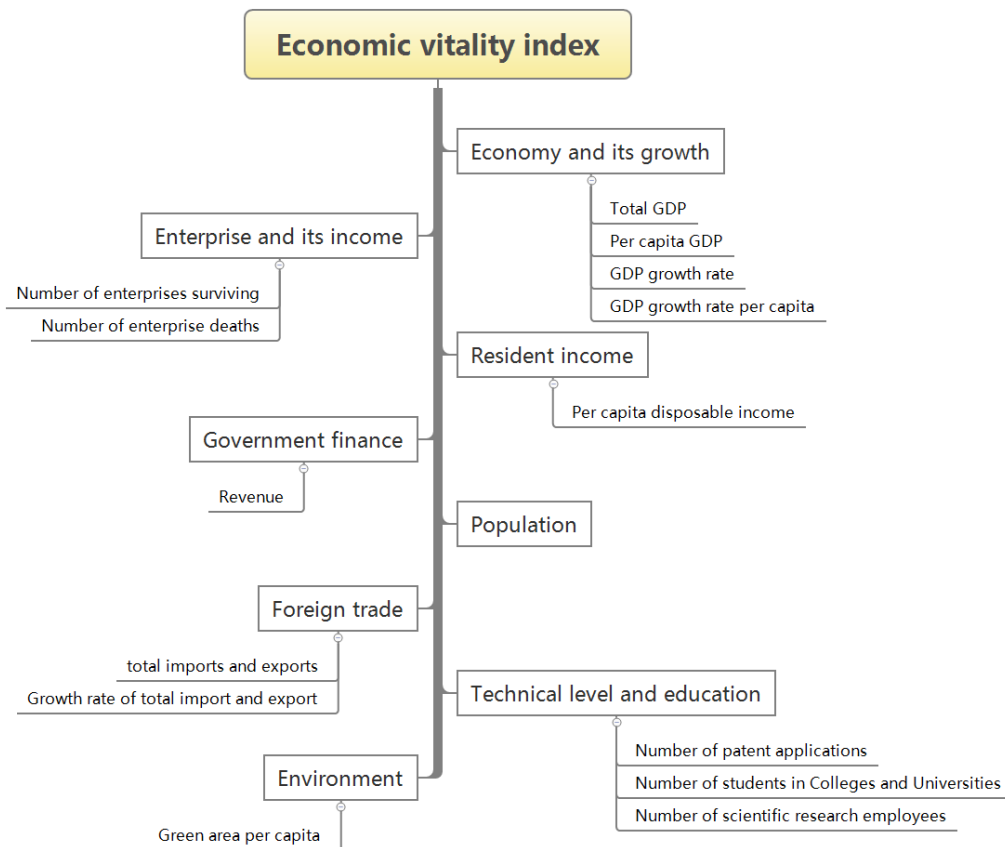 Economic vitality index
Economy and its growth
Total GDP
Per capita GDP
GDP growth rate
GDP growth rate per capita
Enterprise and its income
Number of enterprises surviving
Number of enterprise deaths
Resident income
Per capita disposable income
Government finance
Revenue
Population
Foreign trade
total imports and exports
Growth rate of total import and export
Technical level and education
Number of patent applications
Number of students in Colleges and Universities
Number of scientific research employees
Environment
Green area per capita